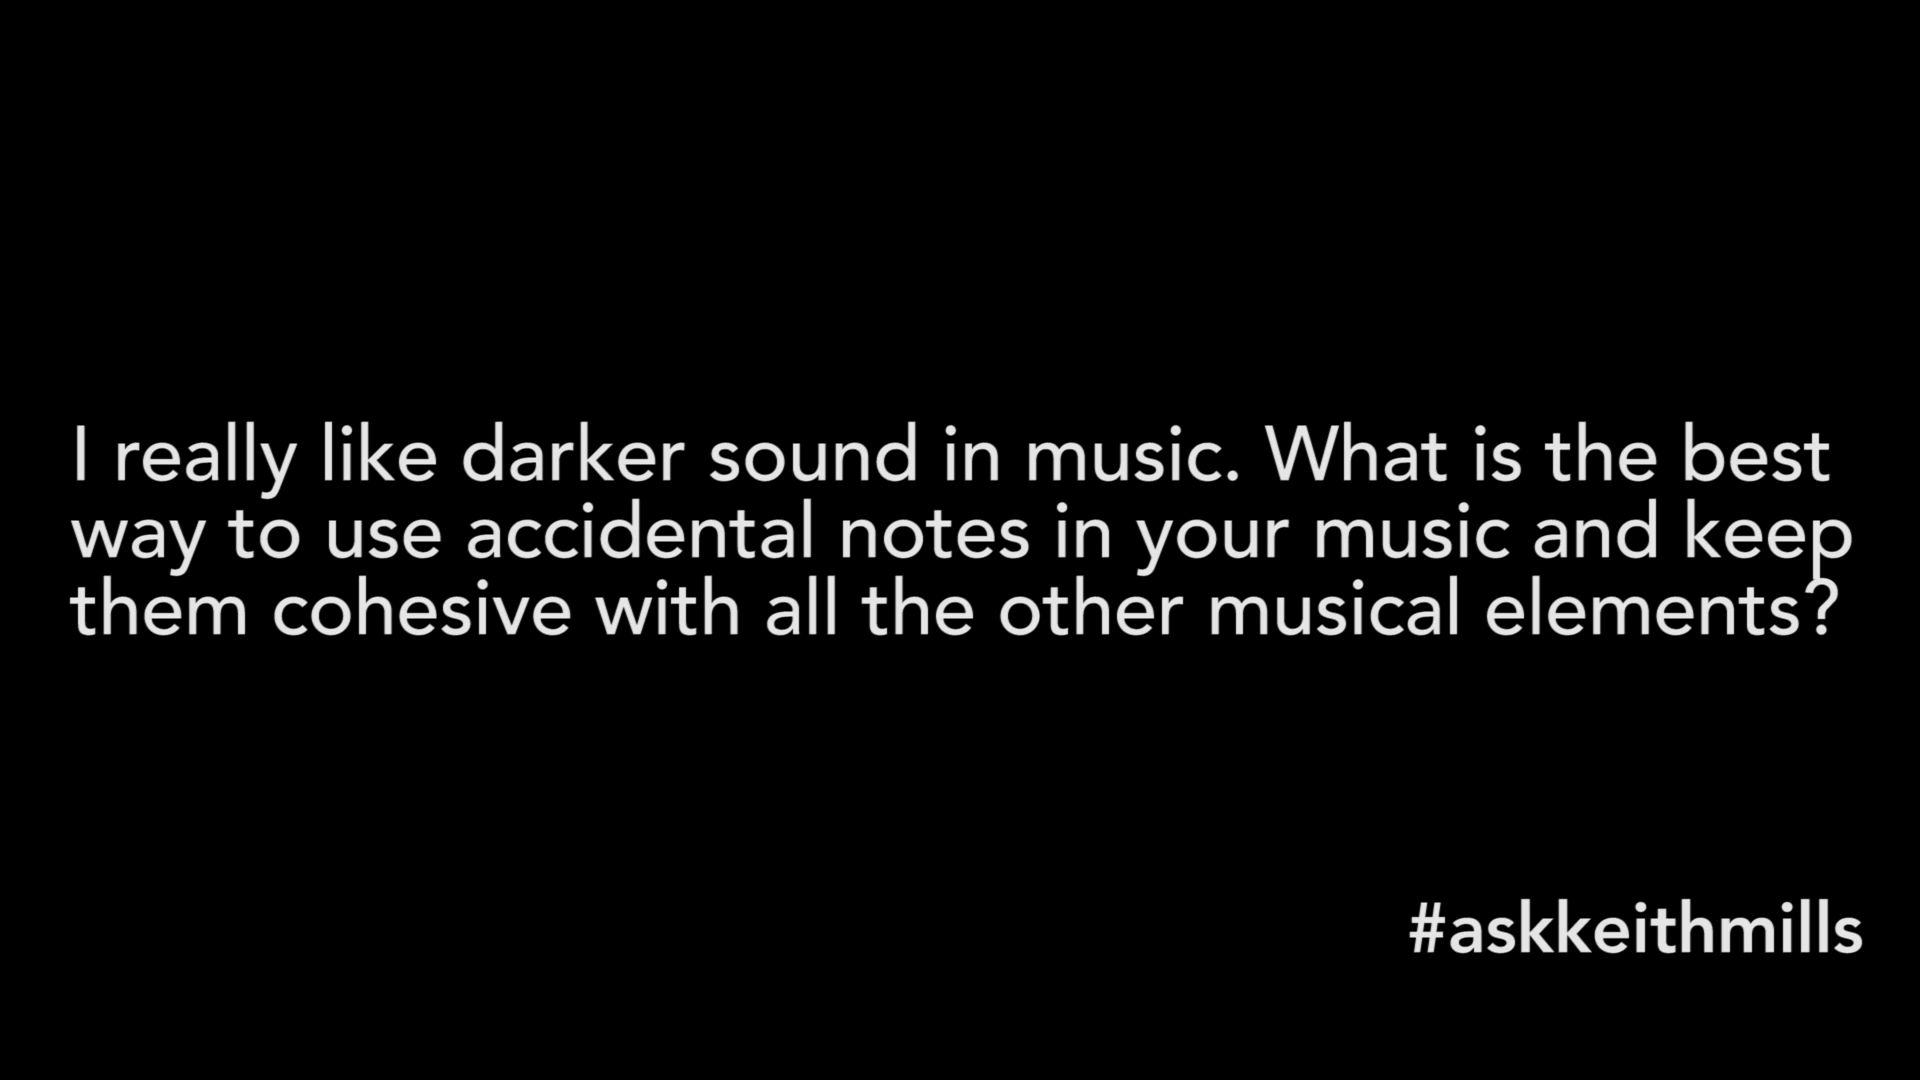 I really like darker sound in music. What is the best
way to use accidental notes in your music and keep
them cohesive with all the other musical elements?
#askkeithmills